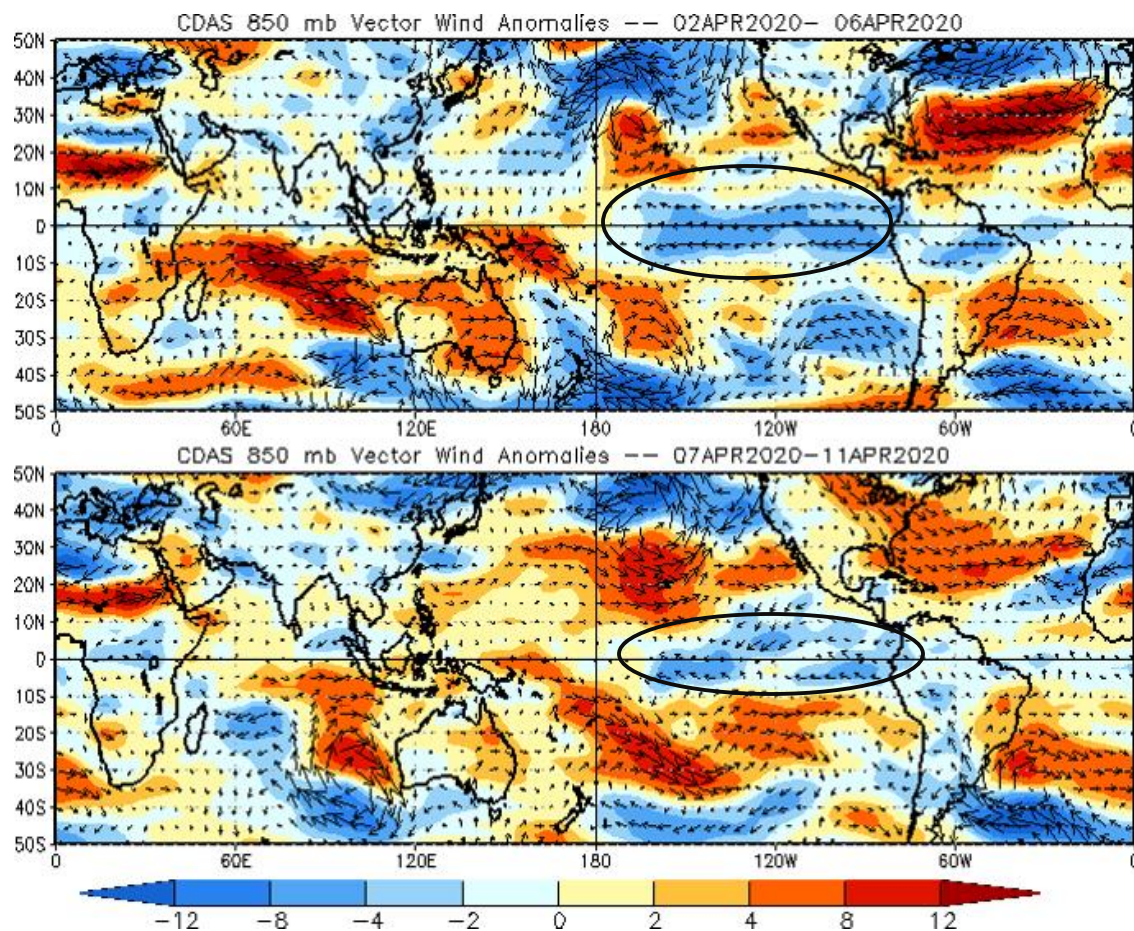 CDAS 850 mb Vector Wind Anomalies -- 02APR2020- 06APR2020
50N
40N
30N
20N
10N
0
10S
20S
30S
40S
50S
0 60E 120E 180 120W 60W 0
CDAS 850 mb Vector Wind Anomalies -- 07APR2020-11APR2020
50N
40N
30N
20N
10N
0
10S
20S
30S
40S
50S
0 60E 120E 180 120W 60W 0
-12 -8 -4 -2 0 2 4 8 12